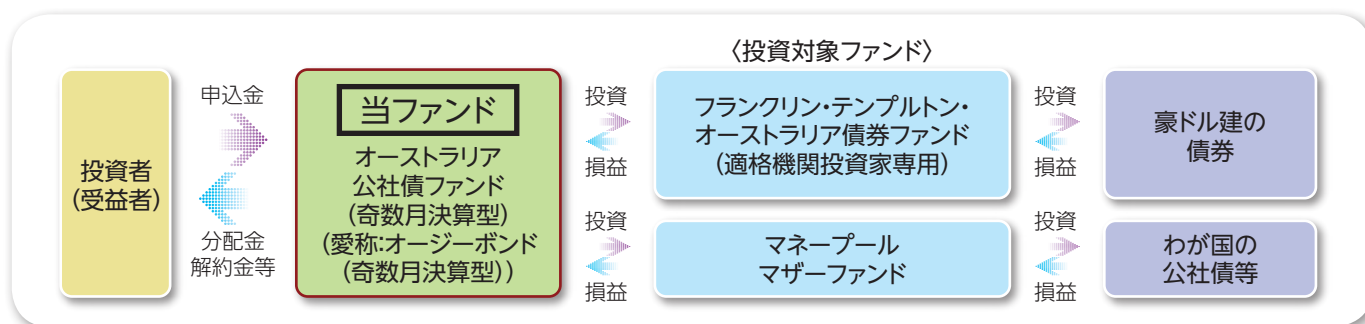 〈投資対象ファンド〉
投資者
(受益者)
申込金
分配金
解約金等
当ファンド
オーストラリア
公社債ファンド
(奇数月決算型)
(愛称:オージーボンド
(奇数月決算型))
投資
損益
フランクリン・テンプルトン・
オーストラリア債券ファンド
(適格機関投資家専用)
投資
損益
豪ドル建の
債券
投資
損益
マネープール
マザーファンド
投資
損益
わが国の
公社債等